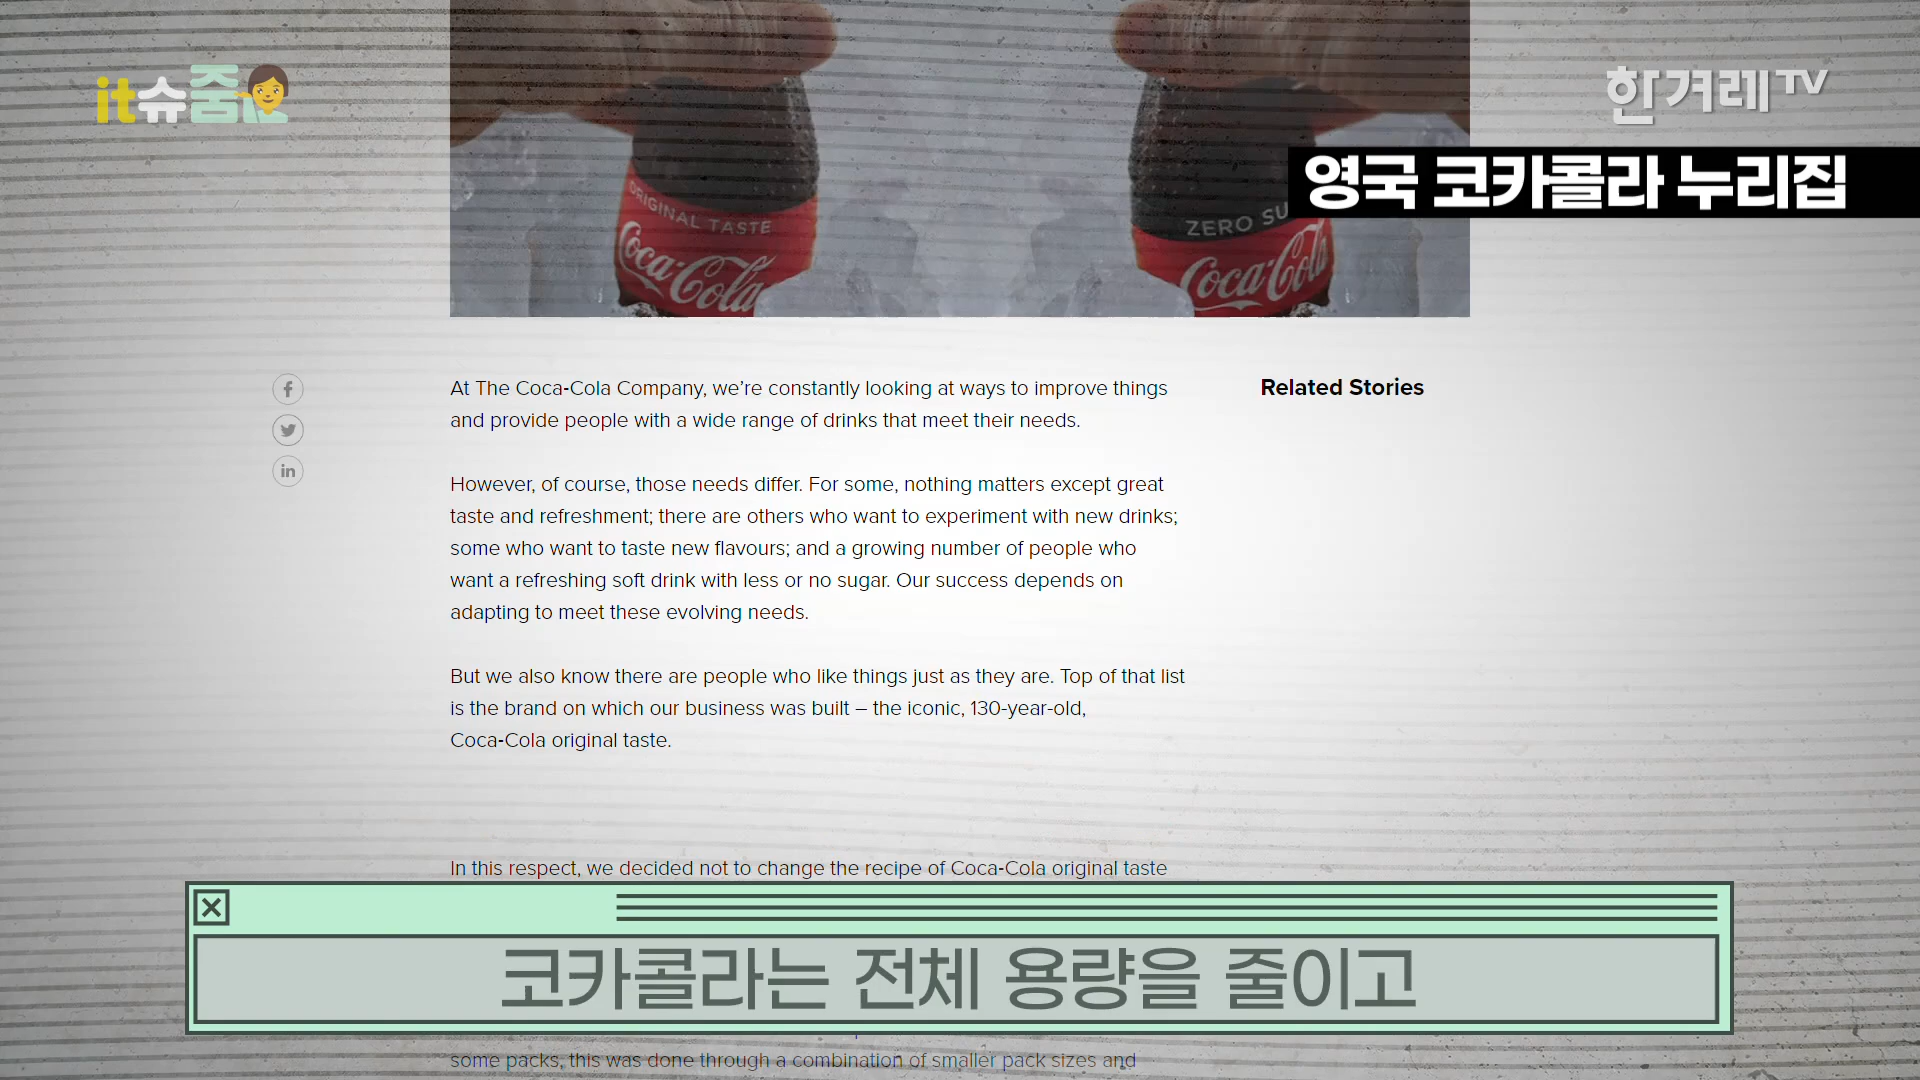 it슈줌
한겨레TV
영국 코카콜라 누리집
ORIGINAL TASTE
Coca-Cola
ZERO SU
Coca-Cola
At The Coca-Cola Company, we're constantly looking at ways to improve things
and provide people with a wide range of drinks that meet their needs.
Related Stories
However, of course, those needs differ. For some, nothing matters except great
taste and refreshment; there are others who want to experiment with new drinks;
some who want to taste new flavours; and a growing number of people who
want a refreshing soft drink with less or no sugar. Our success depends on
adapting to meet these evolving needs.
But we also know there are people who like things just as they are. Top of that list
is the brand on which our business was built – the iconic, 130-year-old,
Coca-Cola original taste.
In this respect, we decided not to change the recipe of Coca-Cola original taste
코카콜라는 전체 용량을 줄이고
some packs, this was done through a combination of smaller pack sizes and